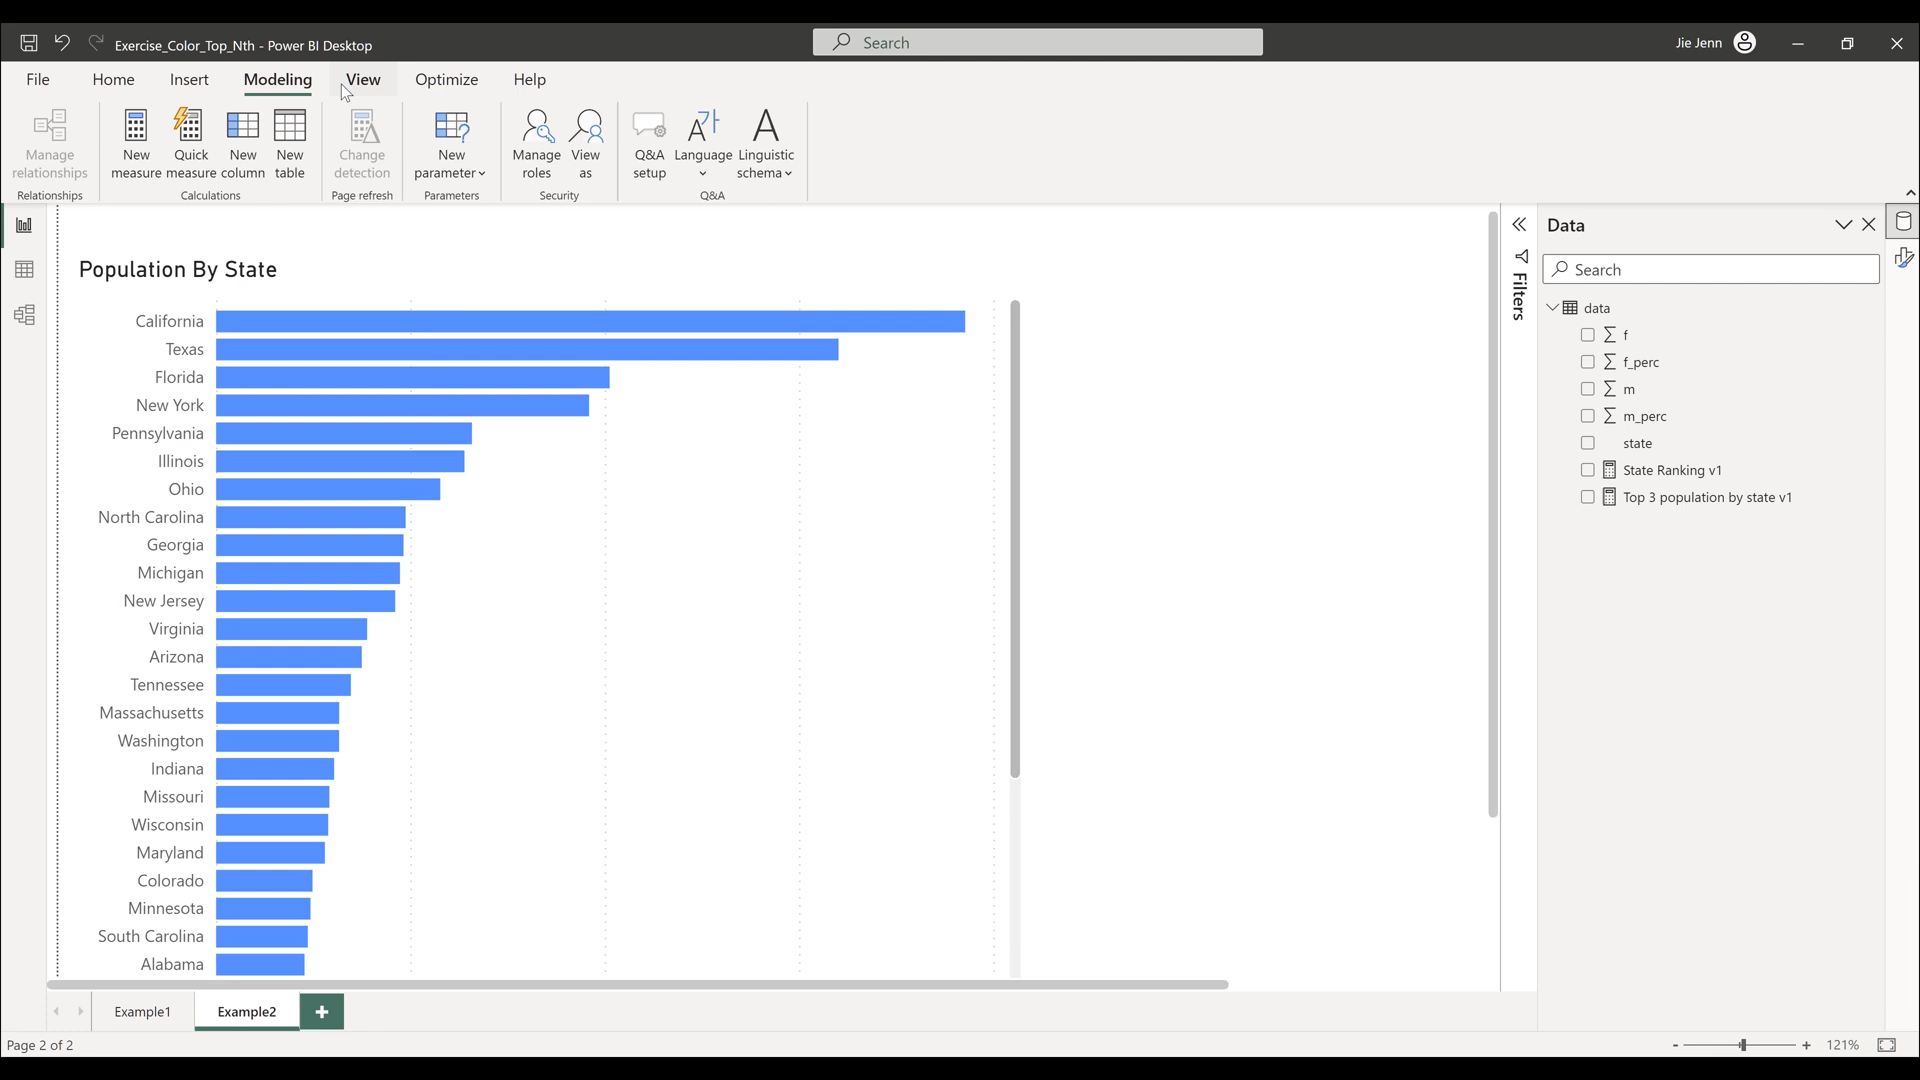 Exercise_Color_Top_Nth - Power BI Desktop
Search
Jie Jenn
File
Home
Insert
Modeling
View
Optimize
Help
Manage relationships
New measure
Quick measure
New column
New table
Change detection
New parameter
Manage roles
View as
Q&A setup
Language
Linguistic schema
Relationships
Calculations
Page refresh
Parameters
Security
Q&A
Population By State
California
Texas
Florida
New York
Pennsylvania
Illinois
Ohio
North Carolina
Georgia
Michigan
New Jersey
Virginia
Arizona
Tennessee
Massachusetts
Washington
Indiana
Missouri
Wisconsin
Maryland
Colorado
Minnesota
South Carolina
Alabama
Filters
Data
Search
data
f
f_perc
m
m_perc
state
State Ranking v1
Top 3 population by state v1
Example1
Example2
Page 2 of 2
- + 121%